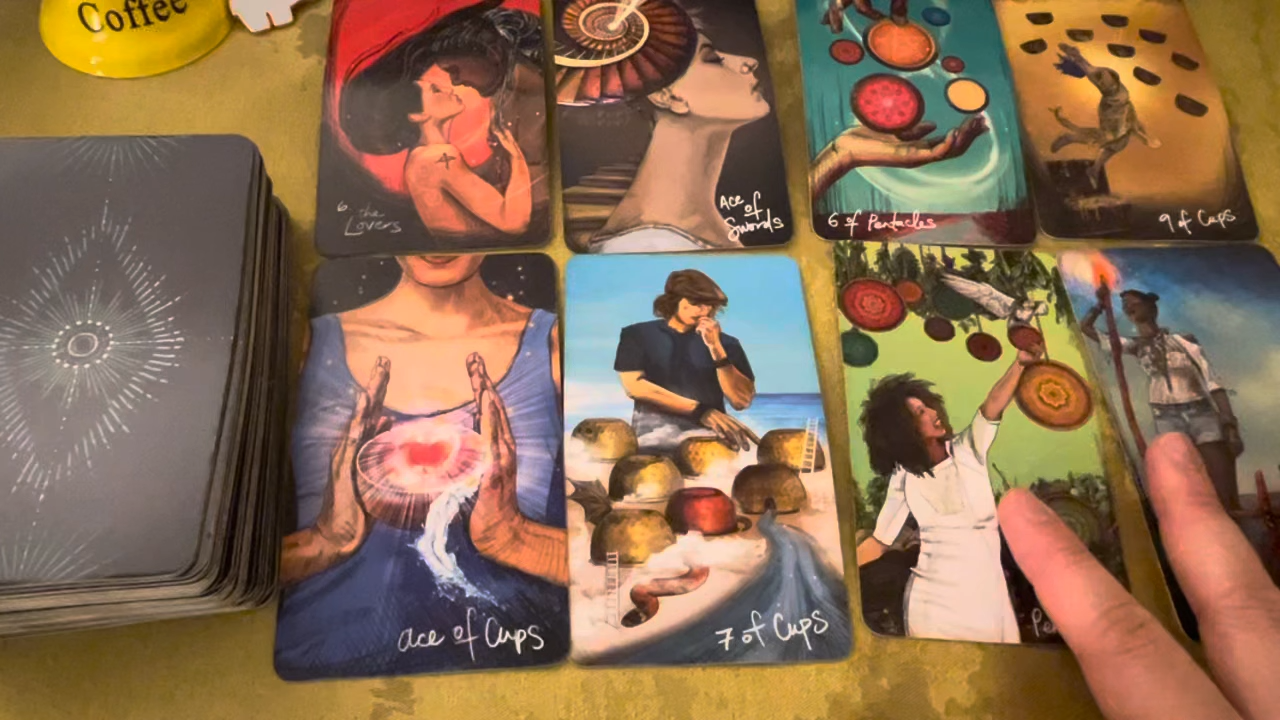 Coffee
6 the
Lovers
Ace
of
Swords
6 of Pentacles
9 of Cups
ace of Cups
7 of Cups